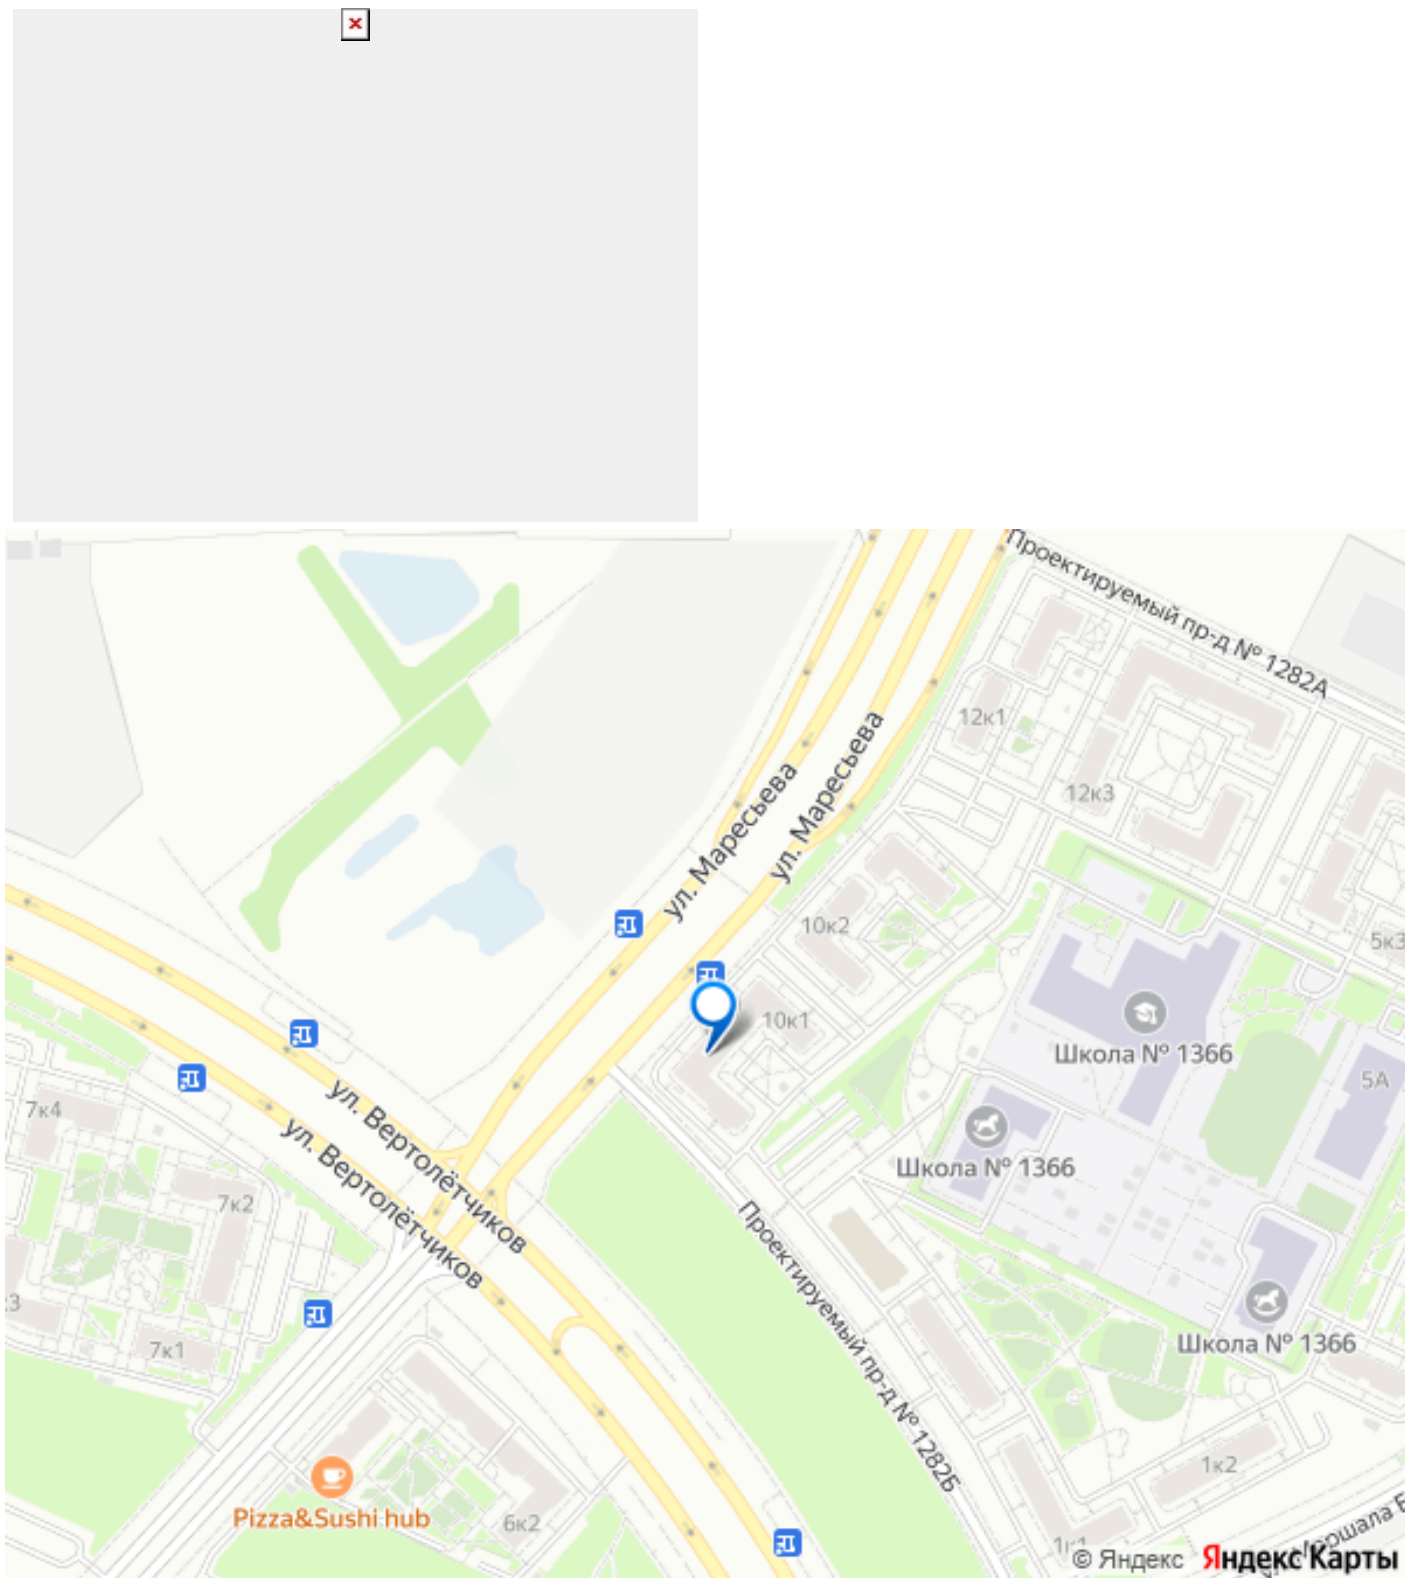 Проектируемый пр-д № 1282А
12к1
12к3
ул. Маресьева
ул. Маресьева
10к2
5к3
10к1
Школа № 1366
5А
7к4
ул. Вертолётчиков
ул. Вертолётчиков
Школа № 1366
7к2
Проектируемый пр-д № 1282Б
7к1
Школа № 1366
1к2
Pizza&Sushi hub
6к2
© Яндекс
Яндекс Карты